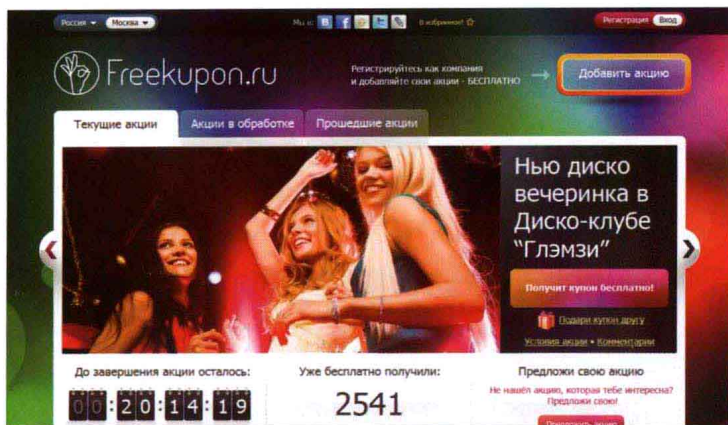 Россия Москва Мы в: В избранное! Регистрация Вход
Freekupon.ru
Регистрируйтесь как компания
и добавляйте свои акции - БЕСПЛАТНО
Добавить акцию
Текущие акции Акции в обработке Прошедшие акции
Нью диско
вечеринка в
Диско-клубе
"Глэмзи"
Получит купон бесплатно!
Подари купон другу
Условия акции • Комментарии
До завершения акции осталось:
00:20:14:19
Уже бесплатно получили:
2541
Предложи свою акцию
Не нашёл акцию, которая тебе интересна?
Предложи свою!
Предложить акцию